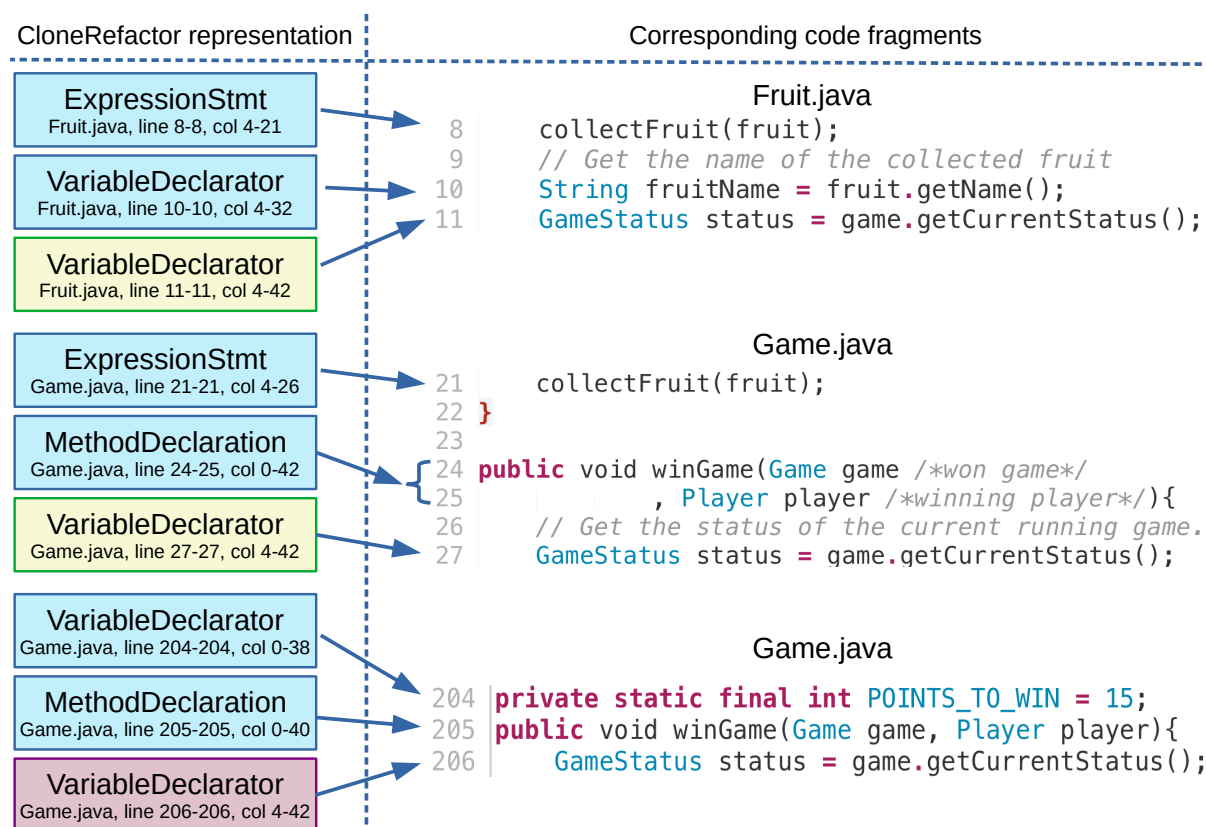 CloneRefactor representation
Corresponding code fragments
ExpressionStmt
Fruit.java, line 8-8, col 4-21
VariableDeclarator
Fruit.java, line 10-10, col 4-32
VariableDeclarator
Fruit.java, line 11-11, col 4-42
Fruit.java
8 collectFruit(fruit);
9 // Get the name of the collected fruit
10 String fruitName = fruit.getName();
11 GameStatus status = game.getCurrentStatus();
ExpressionStmt
Game.java, line 21-21, col 4-26
MethodDeclaration
Game.java, line 24-25, col 0-42
VariableDeclarator
Game.java, line 27-27, col 4-42
Game.java
21 collectFruit(fruit);
22 }
23
24 public void winGame(Game game /*won game*/
25 , Player player /*winning player*/){
26 // Get the status of the current running game.
27 GameStatus status = game.getCurrentStatus();
VariableDeclarator
Game.java, line 204-204, col 0-38
MethodDeclaration
Game.java, line 205-205, col 0-40
VariableDeclarator
Game.java, line 206-206, col 4-42
Game.java
204 private static final int POINTS_TO_WIN = 15;
205 public void winGame(Game game, Player player){
206 GameStatus status = game.getCurrentStatus();